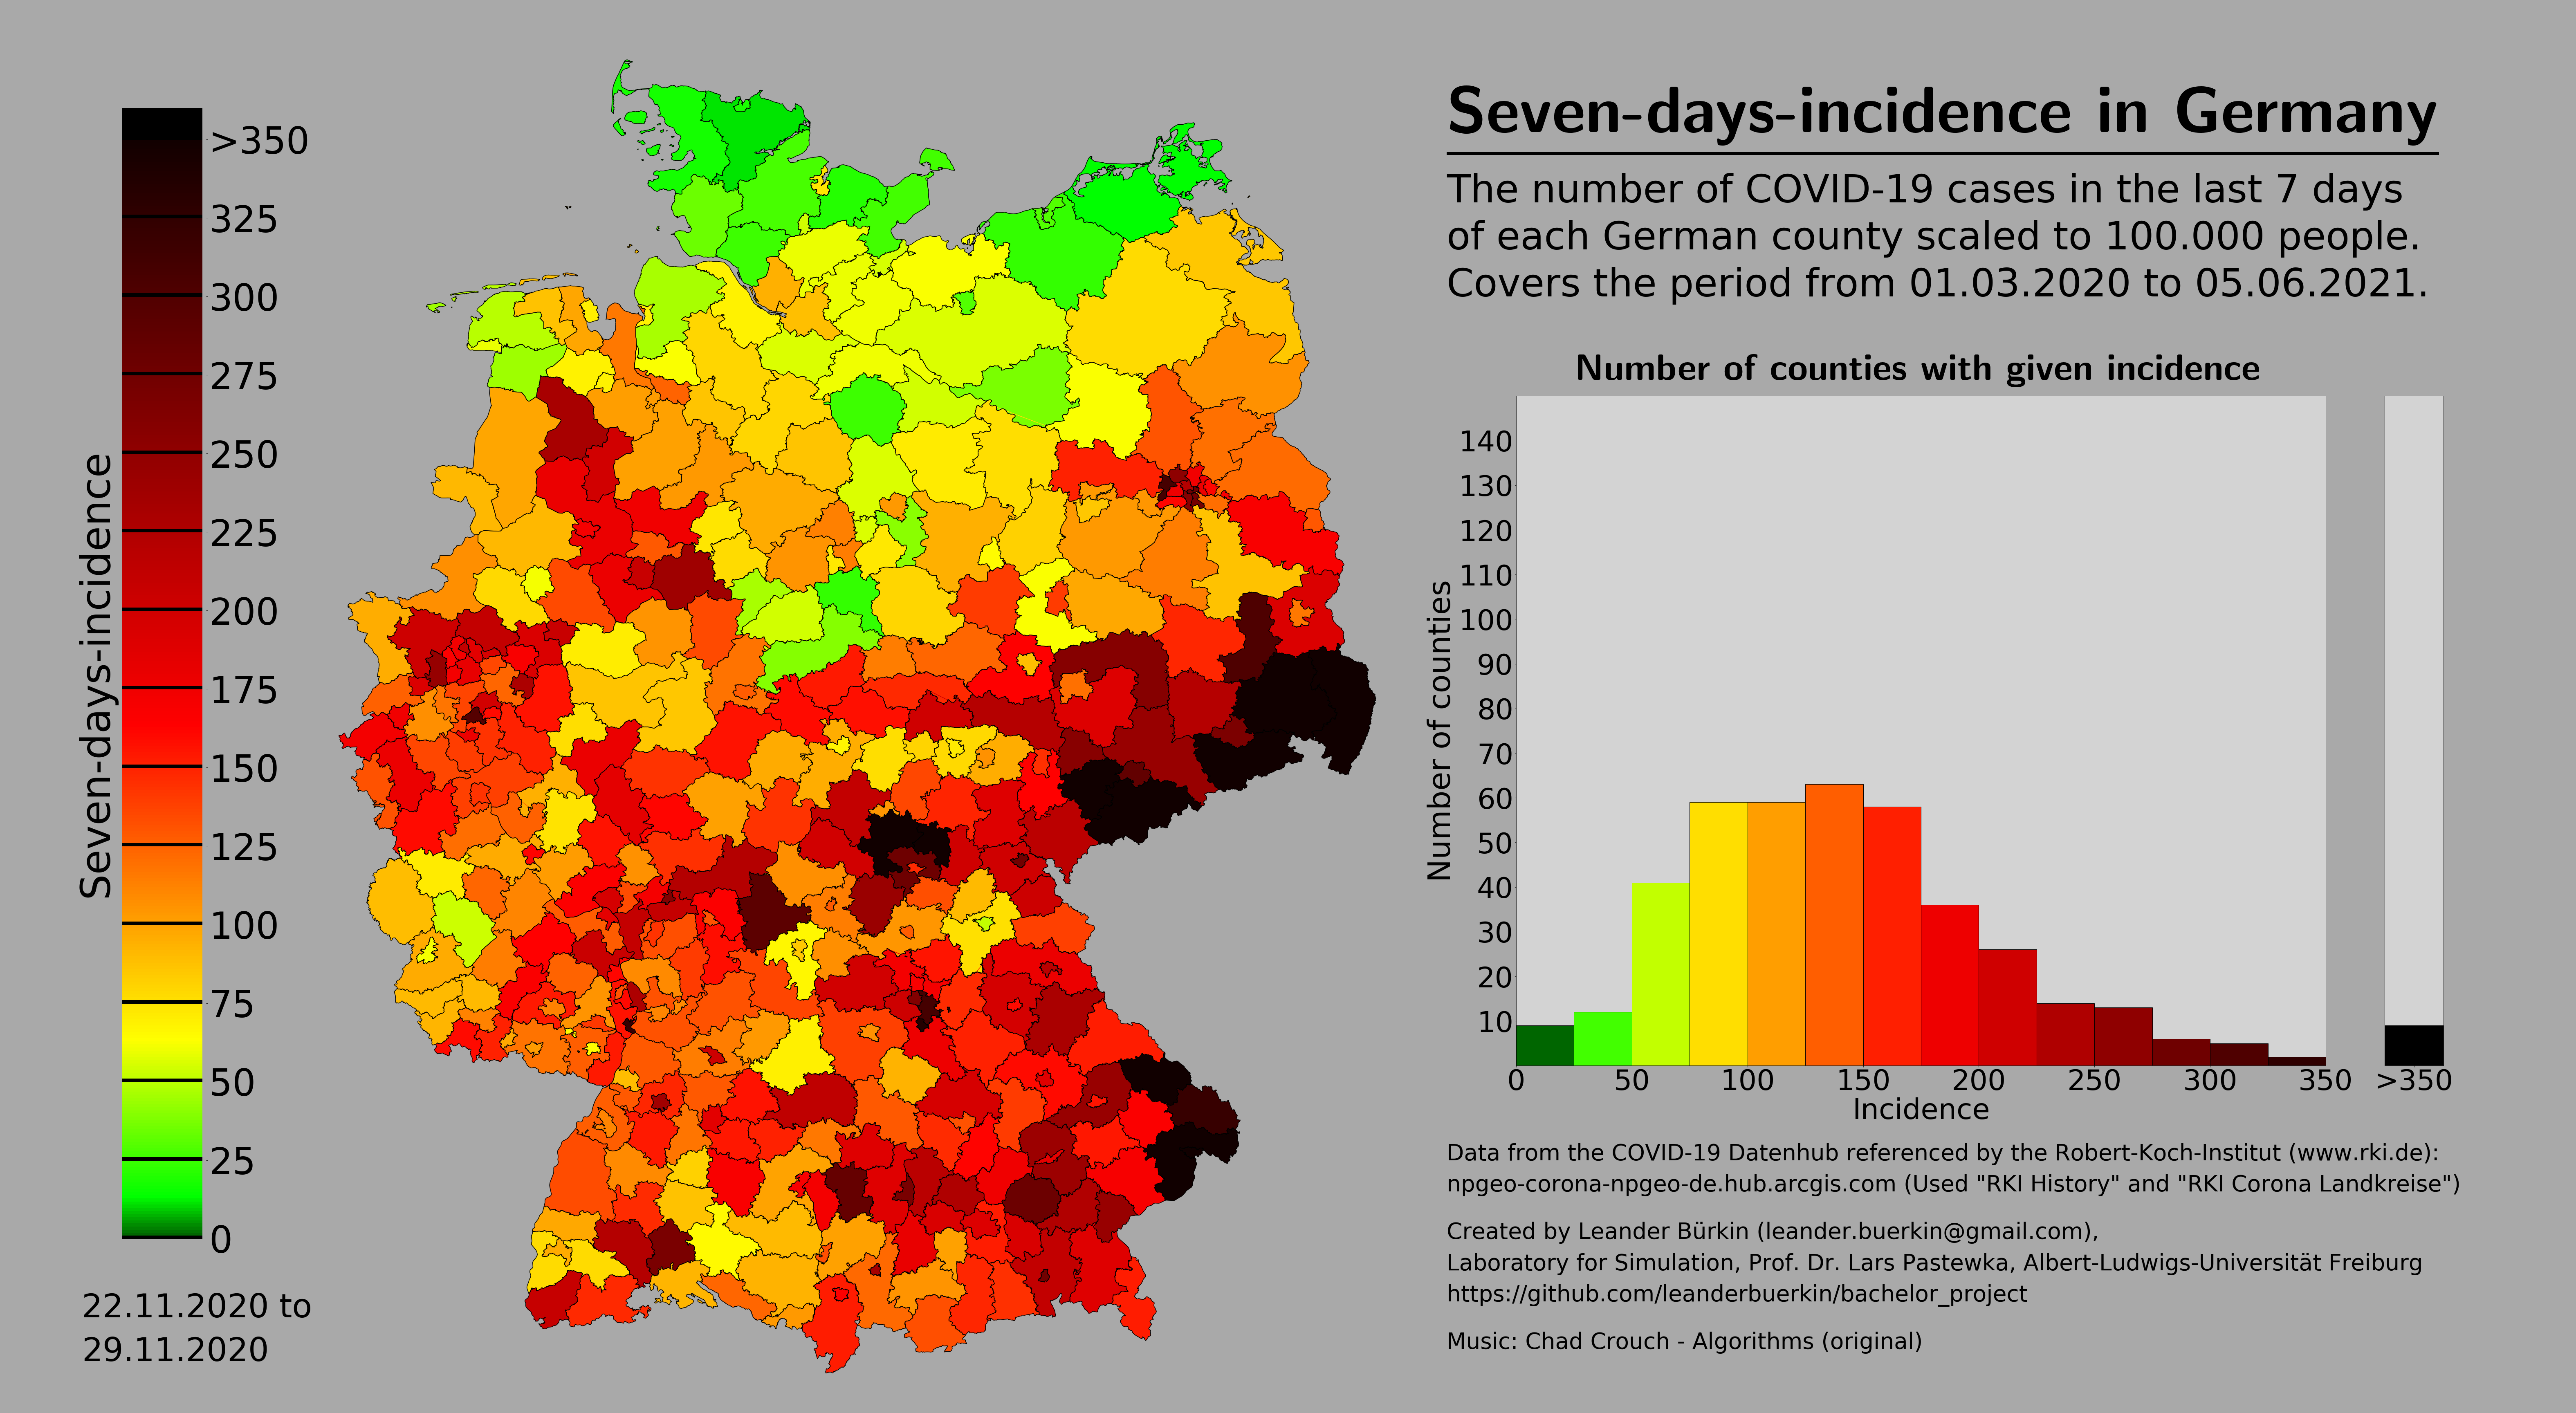 Seven-days-incidence in Germany
The number of COVID-19 cases in the last 7 days
of each German county scaled to 100.000 people.
Covers the period from 01.03.2020 to 05.06.2021.
Seven-days-incidence
>350
325
300
275
250
225
200
175
150
125
100
75
50
25
0
22.11.2020 to
29.11.2020
Number of counties with given incidence
Number of counties
140
130
120
110
100
90
80
70
60
50
40
30
20
10
0 50 100 150 200 250 300 350 >350
Incidence
Data from the COVID-19 Datenhub referenced by the Robert-Koch-Institut (www.rki.de):
npgeo-corona-npgeo-de.hub.arcgis.com (Used "RKI History" and "RKI Corona Landkreise")
Created by Leander Bürkin (leander.buerkin@gmail.com),
Laboratory for Simulation, Prof. Dr. Lars Pastewka, Albert-Ludwigs-Universität Freiburg
https://github.com/leanderbuerkin/bachelor_project
Music: Chad Crouch - Algorithms (original)